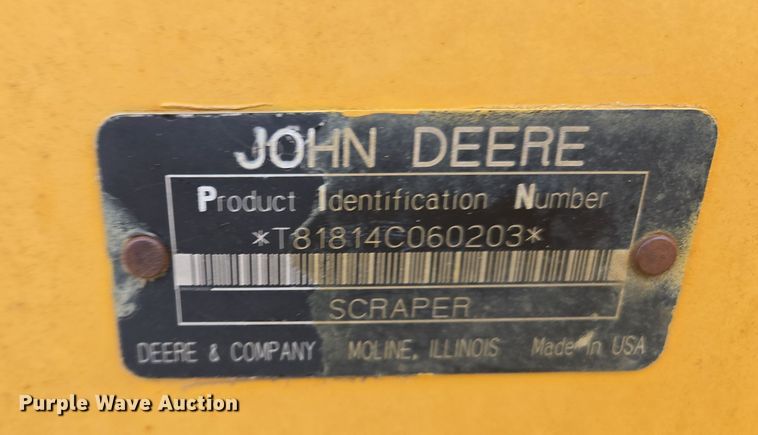 JOHN DEERE
Product Identification Number
*T81814C060203*
SCRAPER
DEERE & COMPANY MOLINE, ILLINOIS Made in USA
Purple Wave Auction